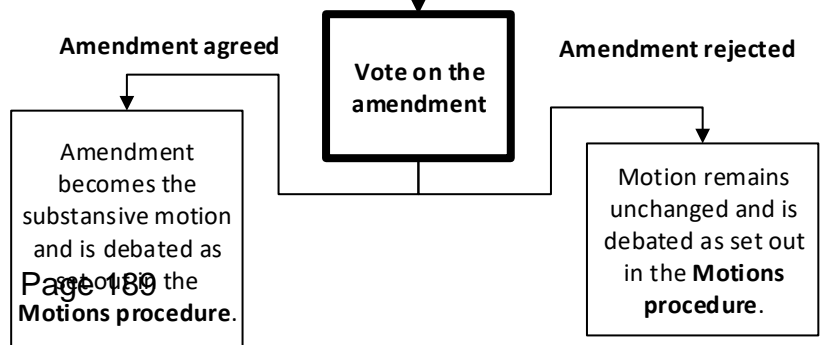 Amendment agreed
Vote on the
amendment
Amendment rejected
Amendment
becomes the
substansive motion
and is debated as
set out in the
Motions procedure.
Page 189
Motion remains
unchanged and is
debated as set out
in the Motions
procedure.